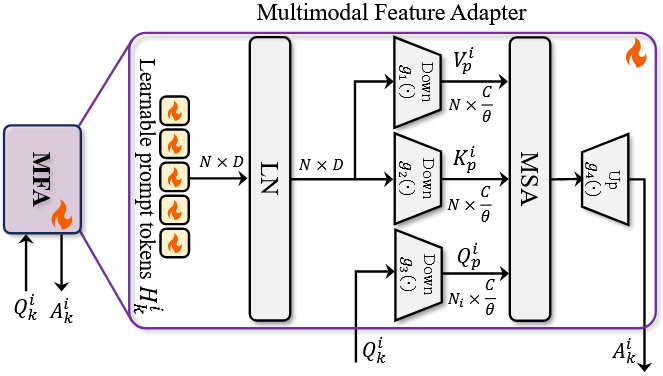 Multimodal Feature Adapter
MFA
$Q_k^i$
$A_k^i$
Learnable prompt tokens $H_k^i$
$N \times D$
LN
$N \times D$
Down
$g_1(\cdot)$
$V_p^i$
$N \times \frac{C}{\theta}$
Down
$g_2(\cdot)$
$K_p^i$
$N \times \frac{C}{\theta}$
Down
$g_3(\cdot)$
$Q_p^i$
$N_i \times \frac{C}{\theta}$
$Q_k^i$
MSA
Up
$g_4(\cdot)$
$A_k^i$